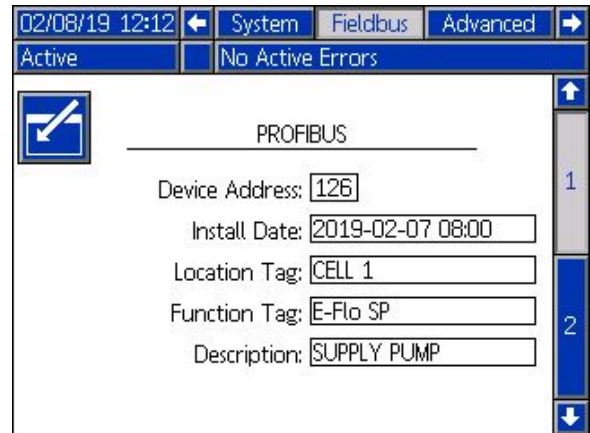 02/08/19 12:12 System Fieldbus Advanced
Active No Active Errors
PROFIBUS
1
Device Address: 126
Install Date: 2019-02-07 08:00
Location Tag: CELL 1
Function Tag: E-Flo SP
2
Description: SUPPLY PUMP